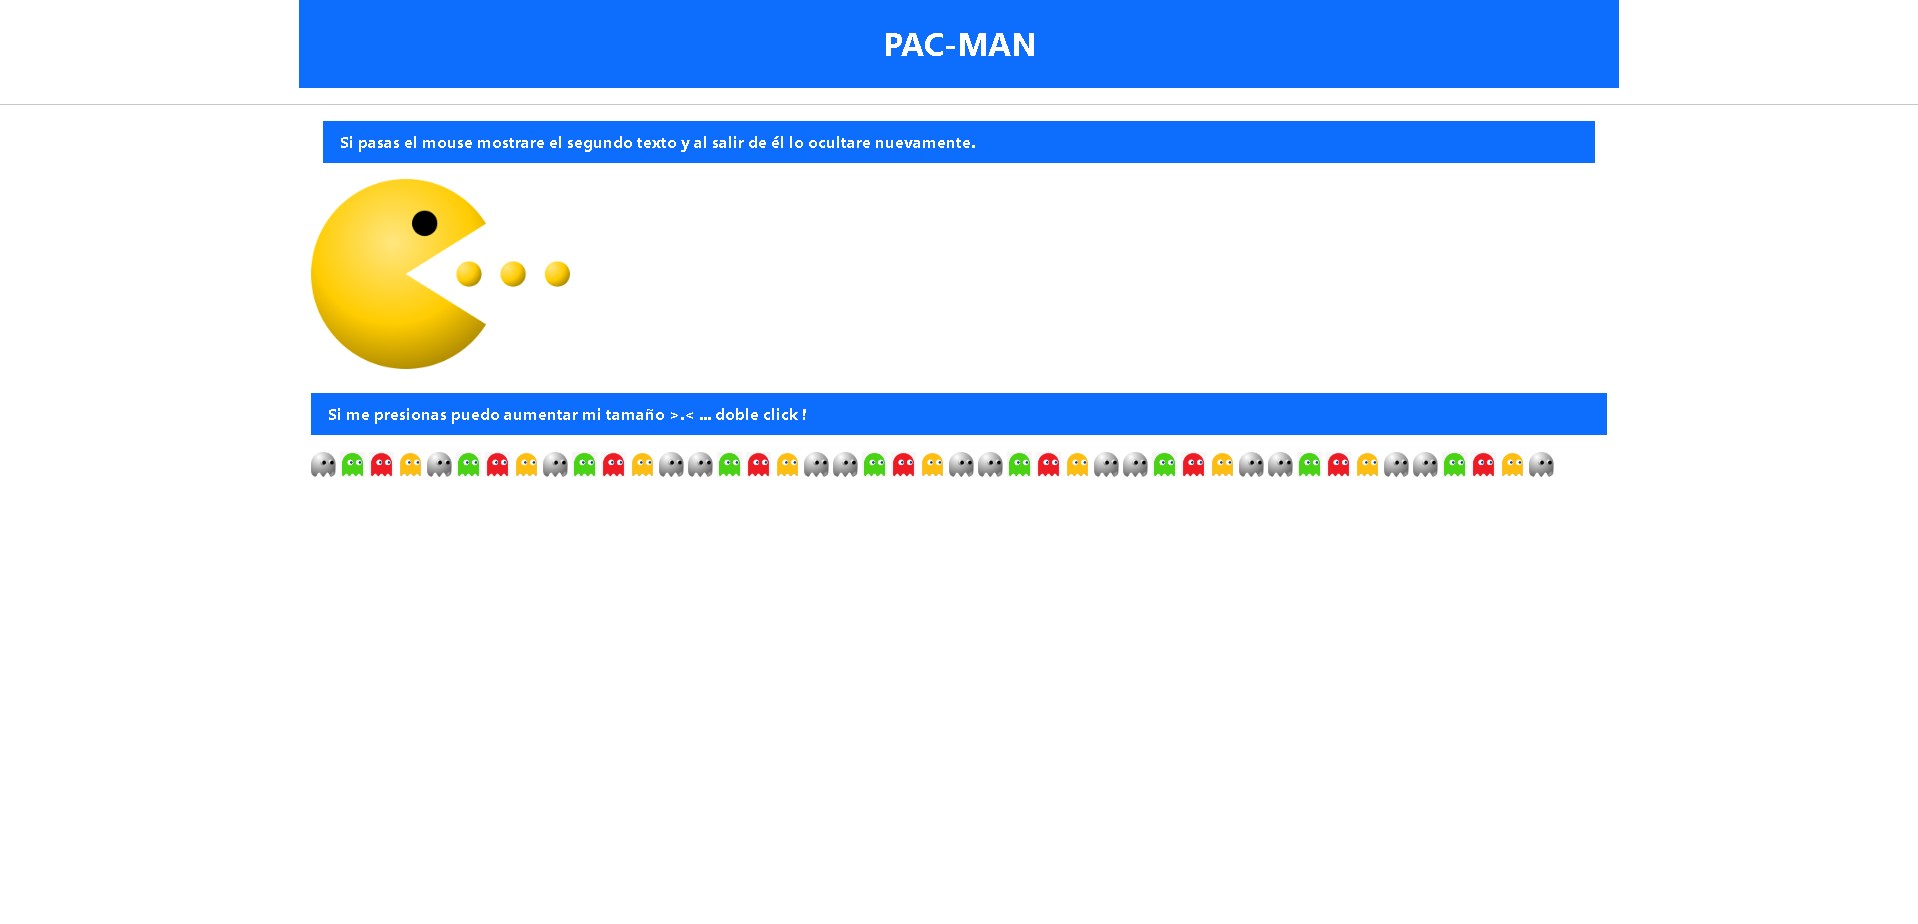 PAC-MAN
Si pasas el mouse mostrare el segundo texto y al salir de él lo ocultare nuevamente.
Si me presionas puedo aumentar mi tamaño >.< ... doble click !